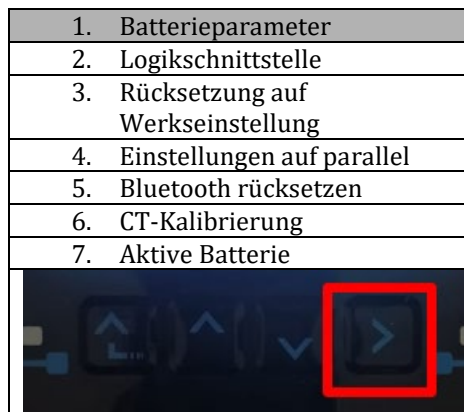 1. Batterieparameter
2. Logikschnittstelle
3. Rücksetzung auf
Werkseinstellung
4. Einstellungen auf parallel
5. Bluetooth rücksetzen
6. CT-Kalibrierung
7. Aktive Batterie